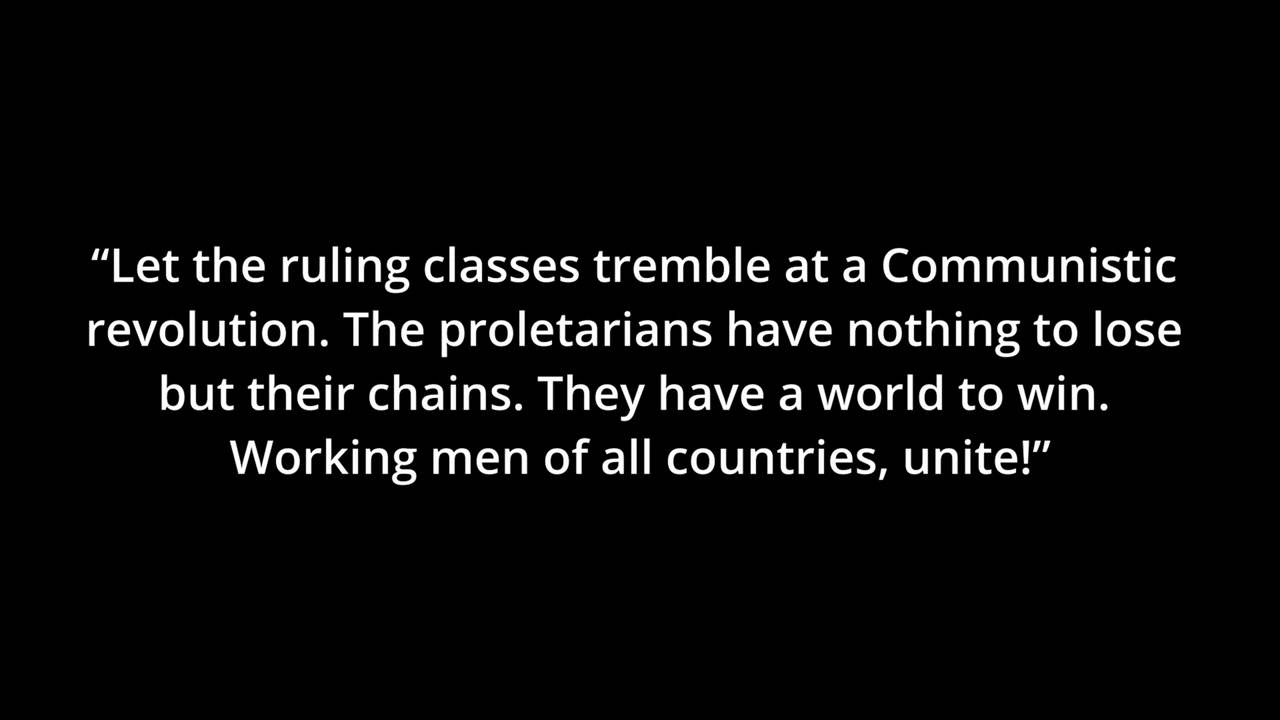 “Let the ruling classes tremble at a Communistic
revolution. The proletarians have nothing to lose
but their chains. They have a world to win.
Working men of all countries, unite!”